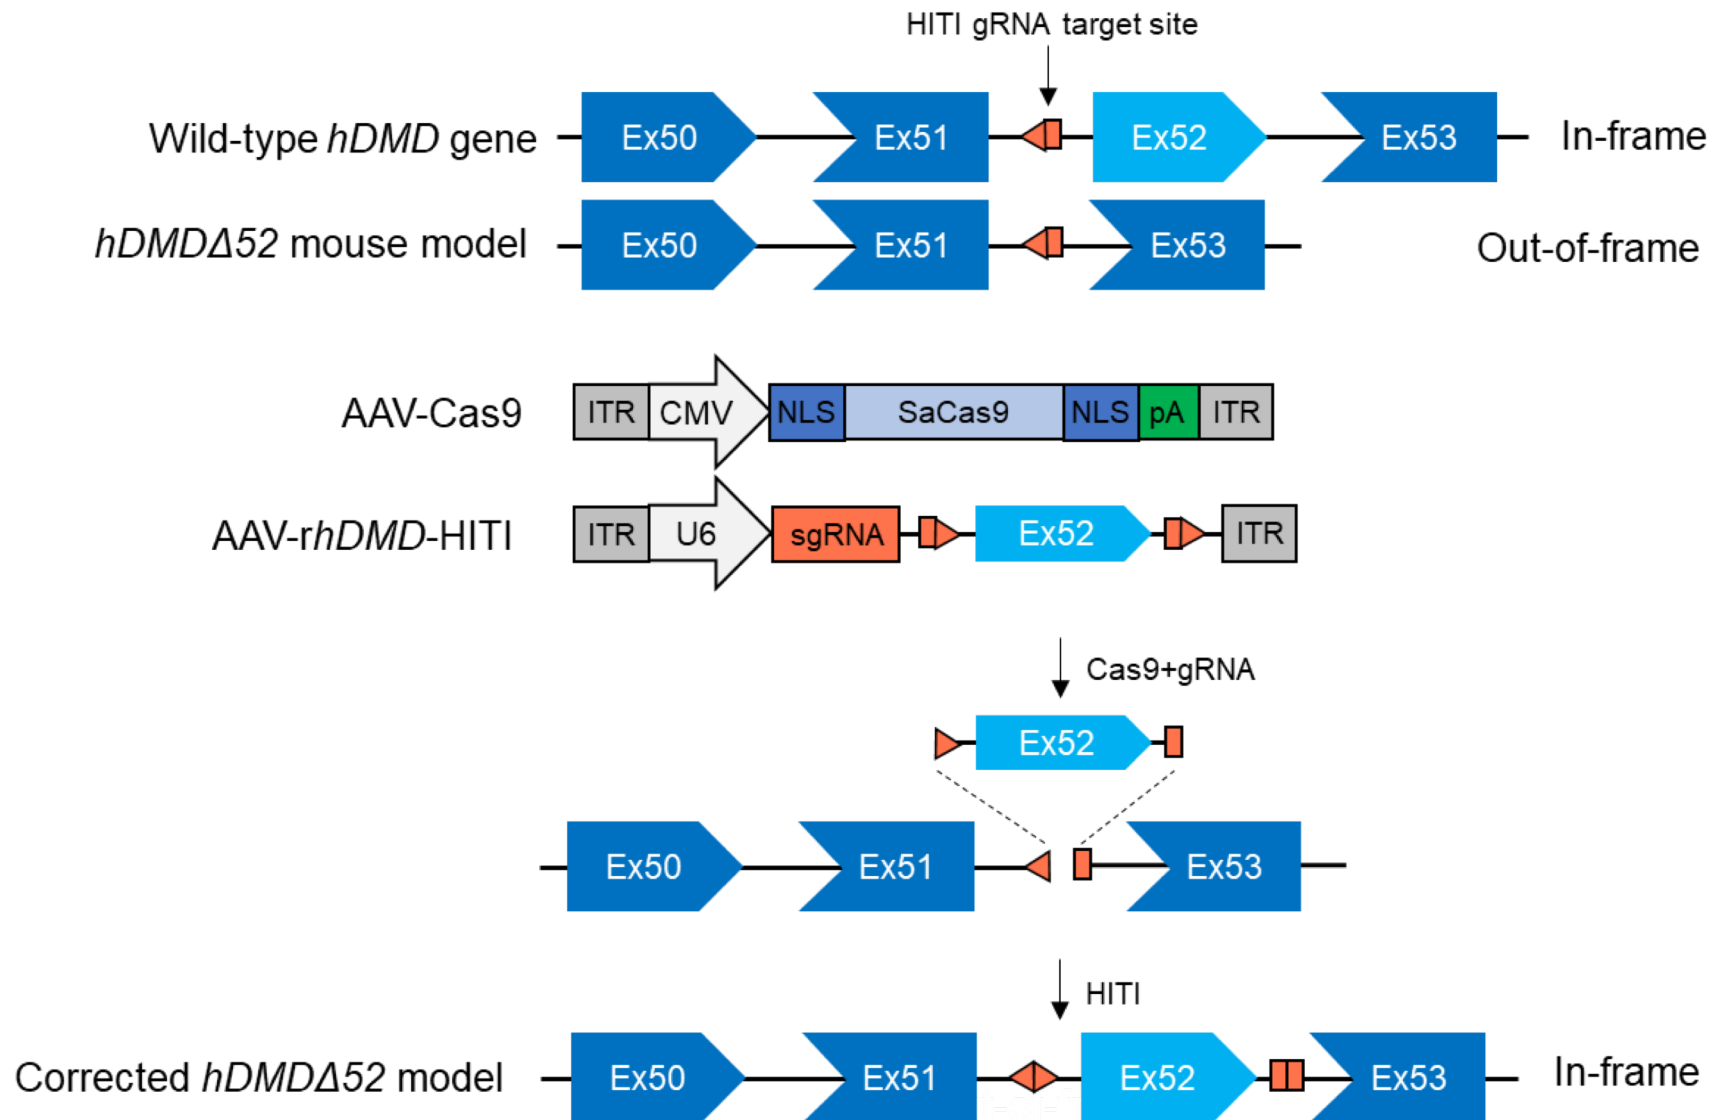 HITI gRNA target site
Wild-type hDMD gene Ex50 Ex51 Ex52 Ex53 In-frame
hDMDΔ52 mouse model Ex50 Ex51 Ex53 Out-of-frame
AAV-Cas9 ITR CMV NLS SaCas9 NLS pA ITR
AAV-rhDMD-HITI ITR U6 sgRNA Ex52 ITR
Cas9+gRNA
Ex52
Ex50 Ex51 Ex53
HITI
Corrected hDMDΔ52 model Ex50 Ex51 Ex52 Ex53 In-frame